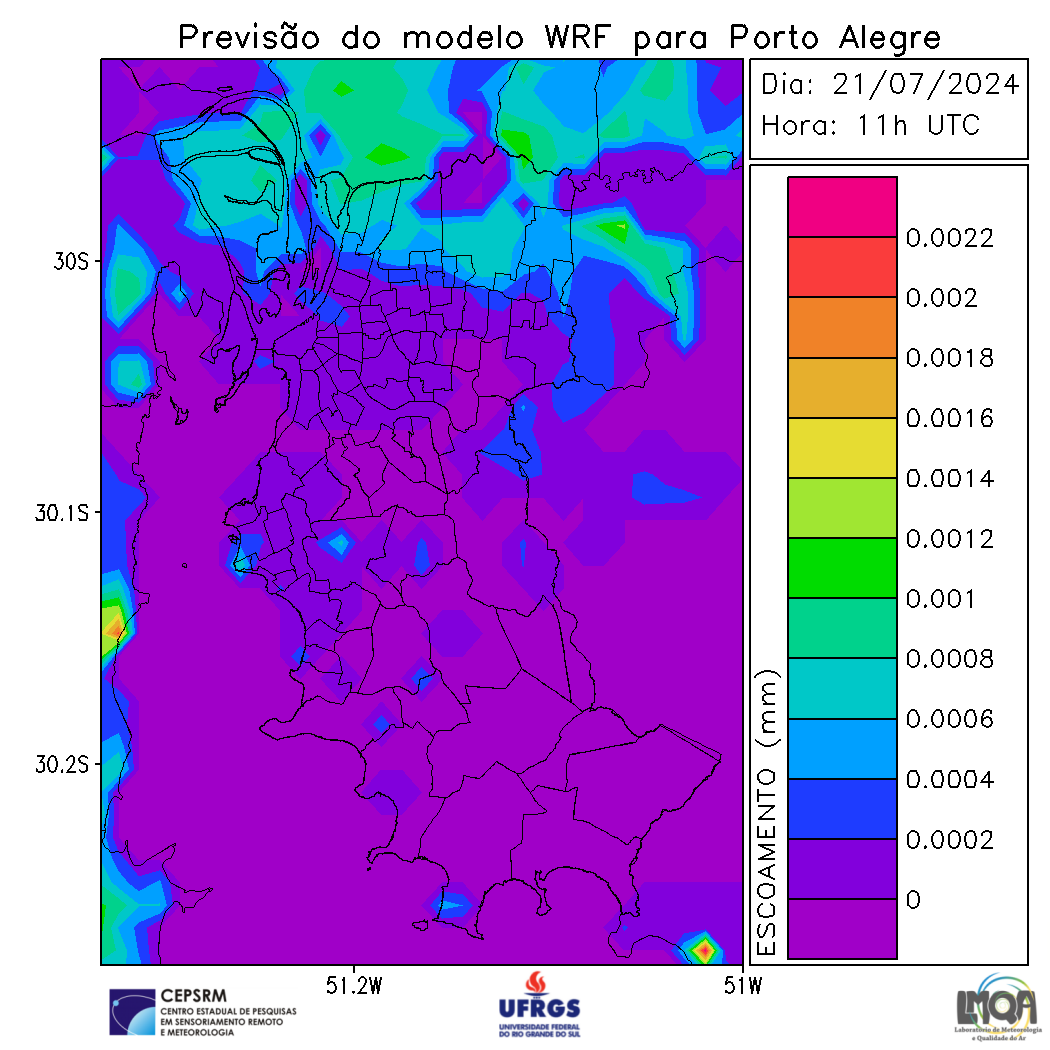 Previsão do modelo WRF para Porto Alegre
Dia: 21/07/2024
Hora: 11h UTC
0.0022
0.002
0.0018
0.0016
0.0014
0.0012
0.001
0.0008
0.0006
0.0004
0.0002
0
ESCOAMENTO (mm)
30S
30.1S
30.2S
51.2W
51W
CEPSRM
CENTRO ESTADUAL DE PESQUISAS
EM SENSORIAMENTO REMOTO
E METEOROLOGIA
UFRGS
UNIVERSIDADE FEDERAL
DO RIO GRANDE DO SUL
LMQA
Laboratório de Meteorologia
e Qualidade do Ar